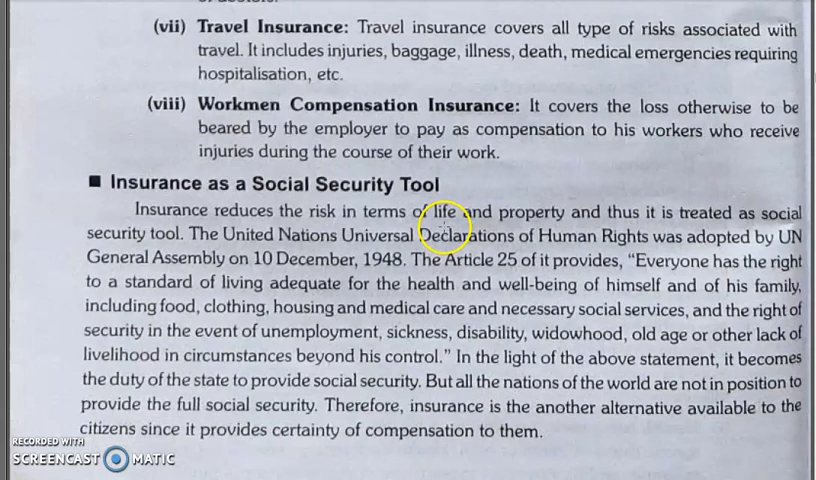 (vii) Travel Insurance: Travel insurance covers all type of risks associated with
travel. It includes injuries, baggage, illness, death, medical emergencies requiring
hospitalisation, etc.
(viii) Workmen Compensation Insurance: It covers the loss otherwise to be
beared by the employer to pay as compensation to his workers who receive
injuries during the course of their work.
■ Insurance as a Social Security Tool
Insurance reduces the risk in terms of life and property and thus it is treated as social
security tool. The United Nations Universal Declarations of Human Rights was adopted by UN
General Assembly on 10 December, 1948. The Article 25 of it provides, "Everyone has the right
to a standard of living adequate for the health and well-being of himself and of his family,
including food, clothing, housing and medical care and necessary social services, and the right of
security in the event of unemployment, sickness, disability, widowhood, old age or other lack of
livelihood in circumstances beyond his control." In the light of the above statement, it becomes
the duty of the state to provide social security. But all the nations of the world are not in position to
provide the full social security. Therefore, insurance is the another alternative available to the
citizens since it provides certainty of compensation to them.
RECORDED WITH
SCREENCAST MATIC